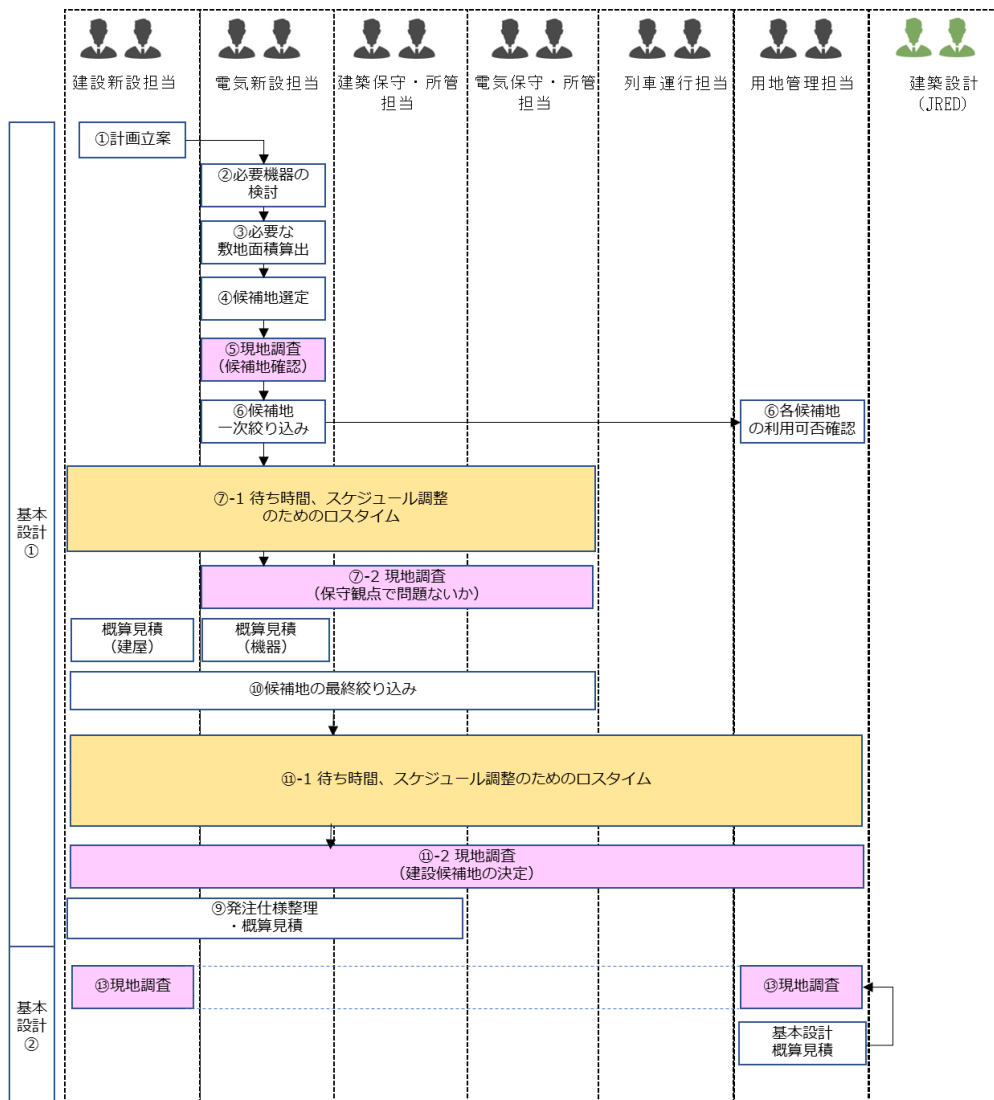 建設新設担当
電気新設担当
建築保守・所管
担当
電気保守・所管
担当
列車運行担当
用地管理担当
建築設計
(JRED)
基本
設計
①
①計画立案
②必要機器の
検討
③必要な
敷地面積算出
④候補地選定
⑤現地調査
（候補地確認）
⑥候補地
一次絞り込み
⑥各候補地
の利用可否確認
⑦-1 待ち時間、スケジュール調整
のためのロスタイム
⑦-2 現地調査
（保守観点で問題ないか）
概算見積
（建屋）
概算見積
（機器）
⑩候補地の最終絞り込み
⑪-1 待ち時間、スケジュール調整のためのロスタイム
⑪-2 現地調査
（建設候補地の決定）
⑨発注仕様整理
・概算見積
基本
設計
②
⑬現地調査
⑬現地調査
基本設計
概算見積